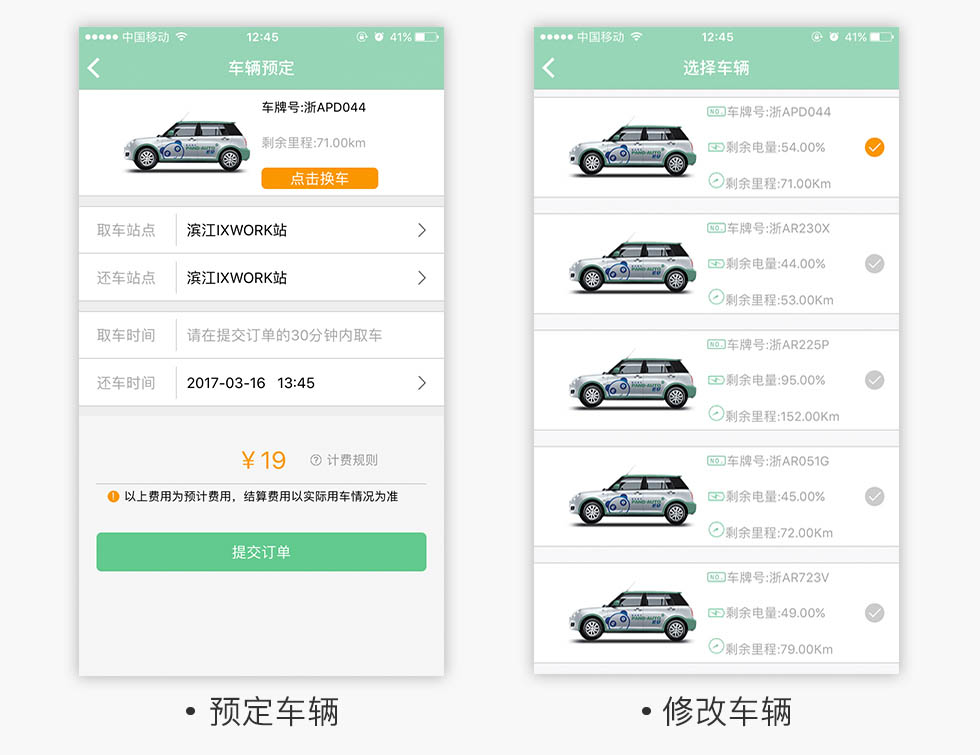 中国移动 12:45 41%
车辆预定
车牌号:浙APD044
剩余里程:71.00km
点击换车
取车站点 滨江IXWORK站
还车站点 滨江IXWORK站
取车时间 请在提交订单的30分钟内取车
还车时间 2017-03-16 13:45
￥19 ? 计费规则
! 以上费用为预计费用，结算费用以实际用车情况为准
提交订单
• 预定车辆
中国移动 12:45 41%
选择车辆
PAND-AUTO
NO. 车牌号:浙APD044
剩余电量:54.00%
剩余里程:71.00Km
PAND-AUTO
NO. 车牌号:浙AR230X
剩余电量:44.00%
剩余里程:53.00Km
PAND-AUTO
NO. 车牌号:浙AR225P
剩余电量:95.00%
剩余里程:152.00Km
PAND-AUTO
NO. 车牌号:浙AR051G
剩余电量:45.00%
剩余里程:72.00Km
PAND-AUTO
NO. 车牌号:浙AR723V
剩余电量:49.00%
剩余里程:79.00Km
• 修改车辆